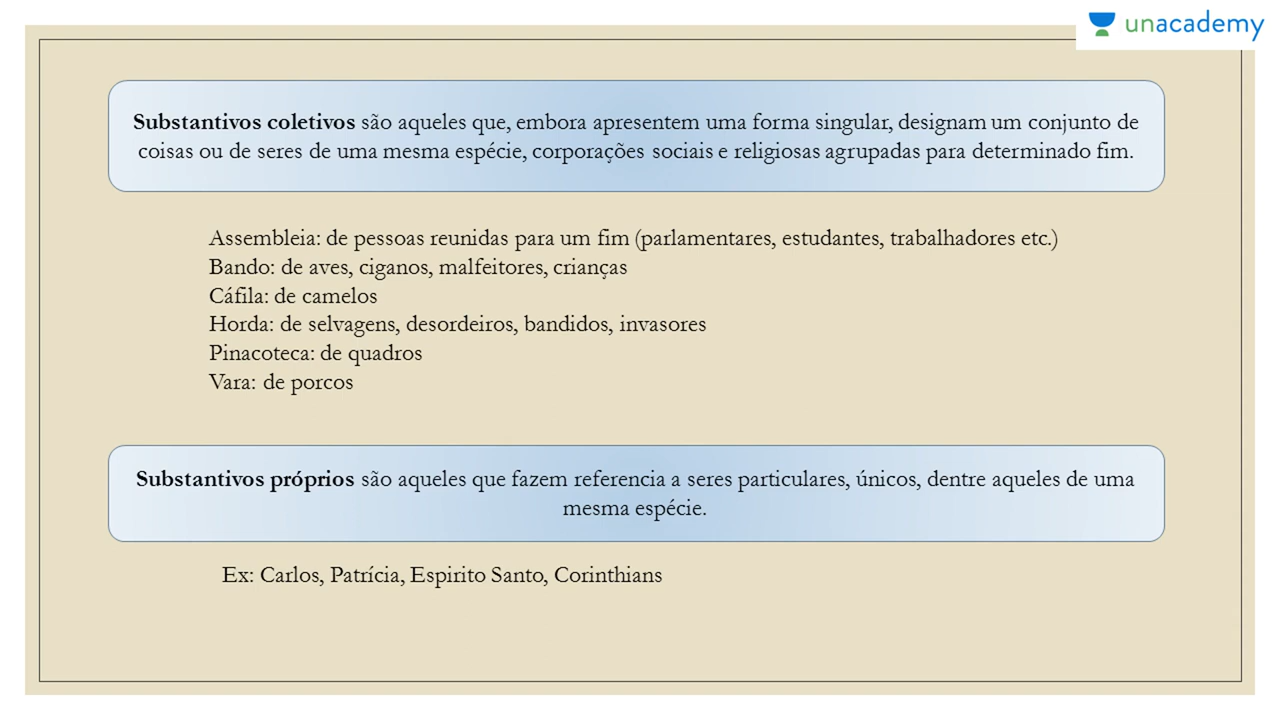 unacademy
Substantivos coletivos são aqueles que, embora apresentem uma forma singular, designam um conjunto de
coisas ou de seres de uma mesma espécie, corporações sociais e religiosas agrupadas para determinado fim.
Assembleia: de pessoas reunidas para um fim (parlamentares, estudantes, trabalhadores etc.)
Bando: de aves, ciganos, malfeitores, crianças
Cáfila: de camelos
Horda: de selvagens, desordeiros, bandidos, invasores
Pinacoteca: de quadros
Vara: de porcos
Substantivos próprios são aqueles que fazem referencia a seres particulares, únicos, dentre aqueles de uma
mesma espécie.
Ex: Carlos, Patrícia, Espirito Santo, Corinthians